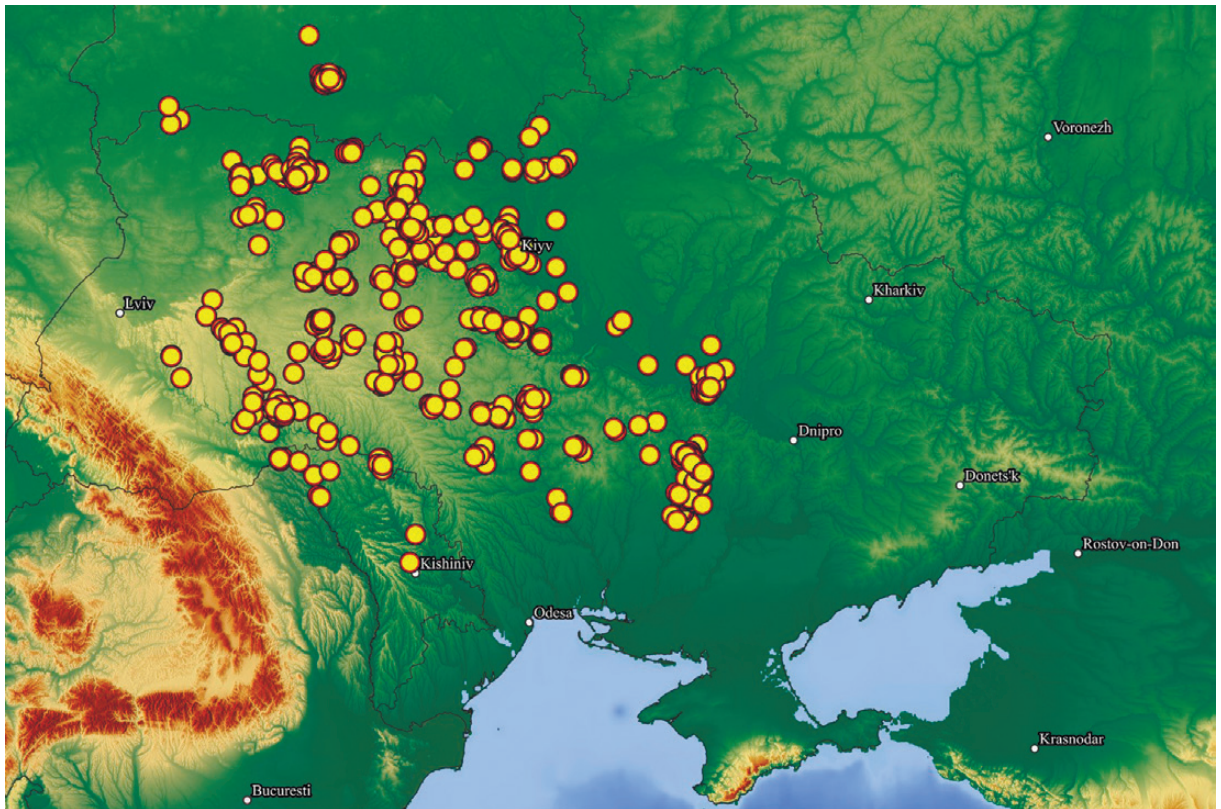 Voronezh
Kiyv
Kharkiv
Lviv
Dnipro
Donets'k
Rostov-on-Don
Kishiniv
Odesa
Krasnodar
Bucuresti